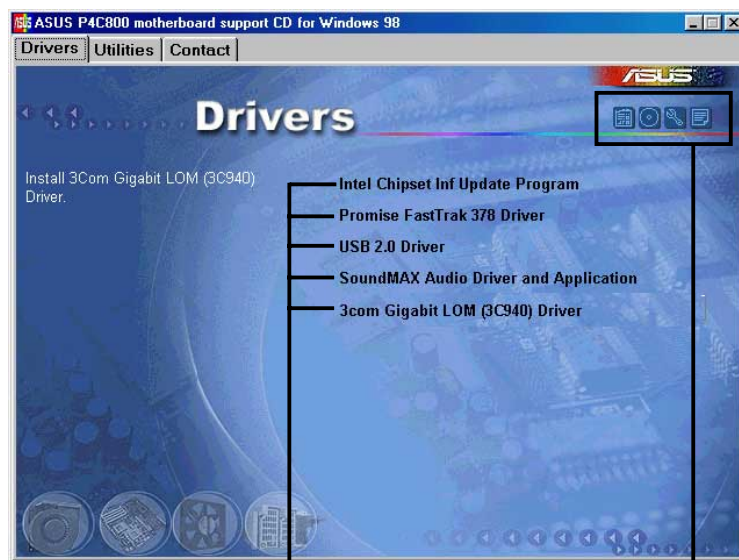 ASUS P4C800 motherboard support CD for Windows 98
Drivers Utilities Contact
/SUS
Drivers
Install 3Com Gigabit LOM (3C940)
Driver.
Intel Chipset Inf Update Program
Promise FastTrak 378 Driver
USB 2.0 Driver
SoundMAX Audio Driver and Application
3com Gigabit LOM (3C940) Driver